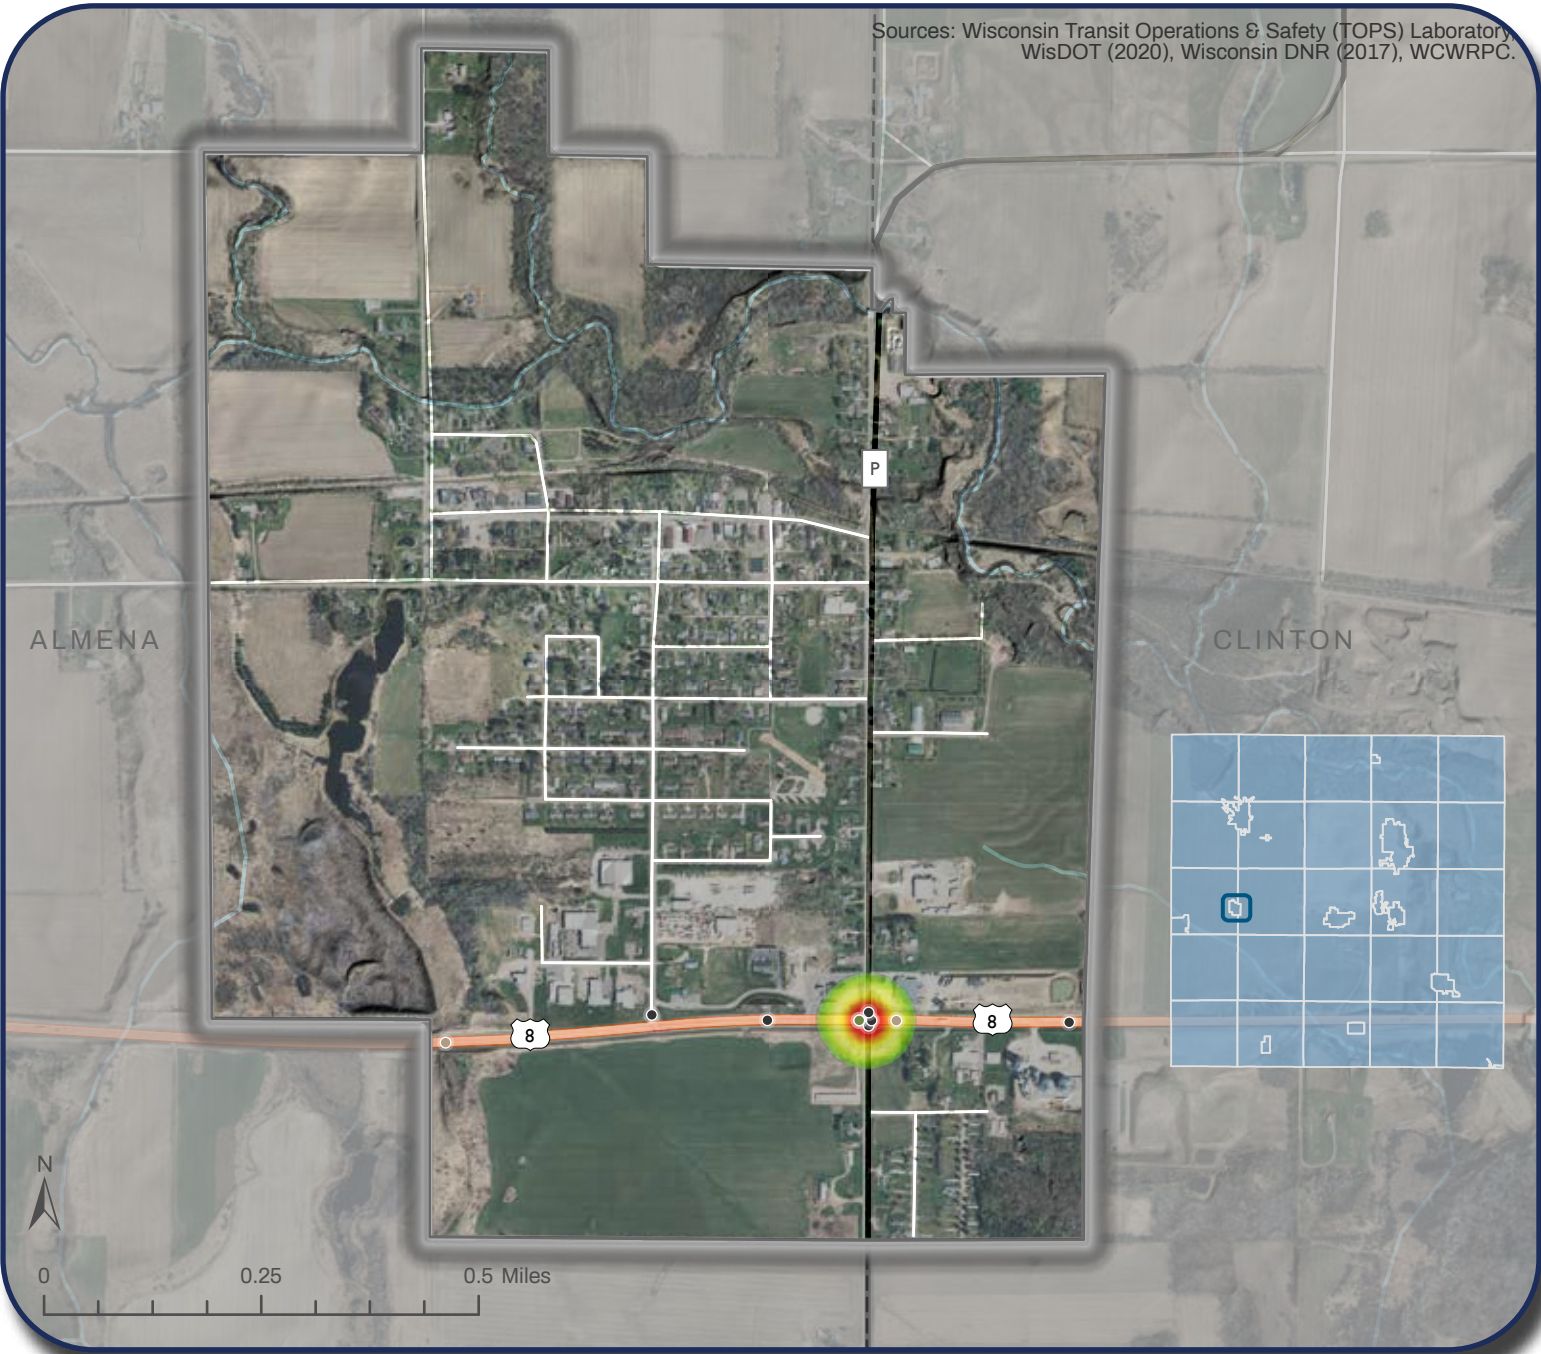 Sources: Wisconsin Transit Operations & Safety (TOPS) Laboratory,
WisDOT (2020), Wisconsin DNR (2017), WCWRPC.
P
ALMENA
CLINTON
8
8
N
0 0.25 0.5 Miles